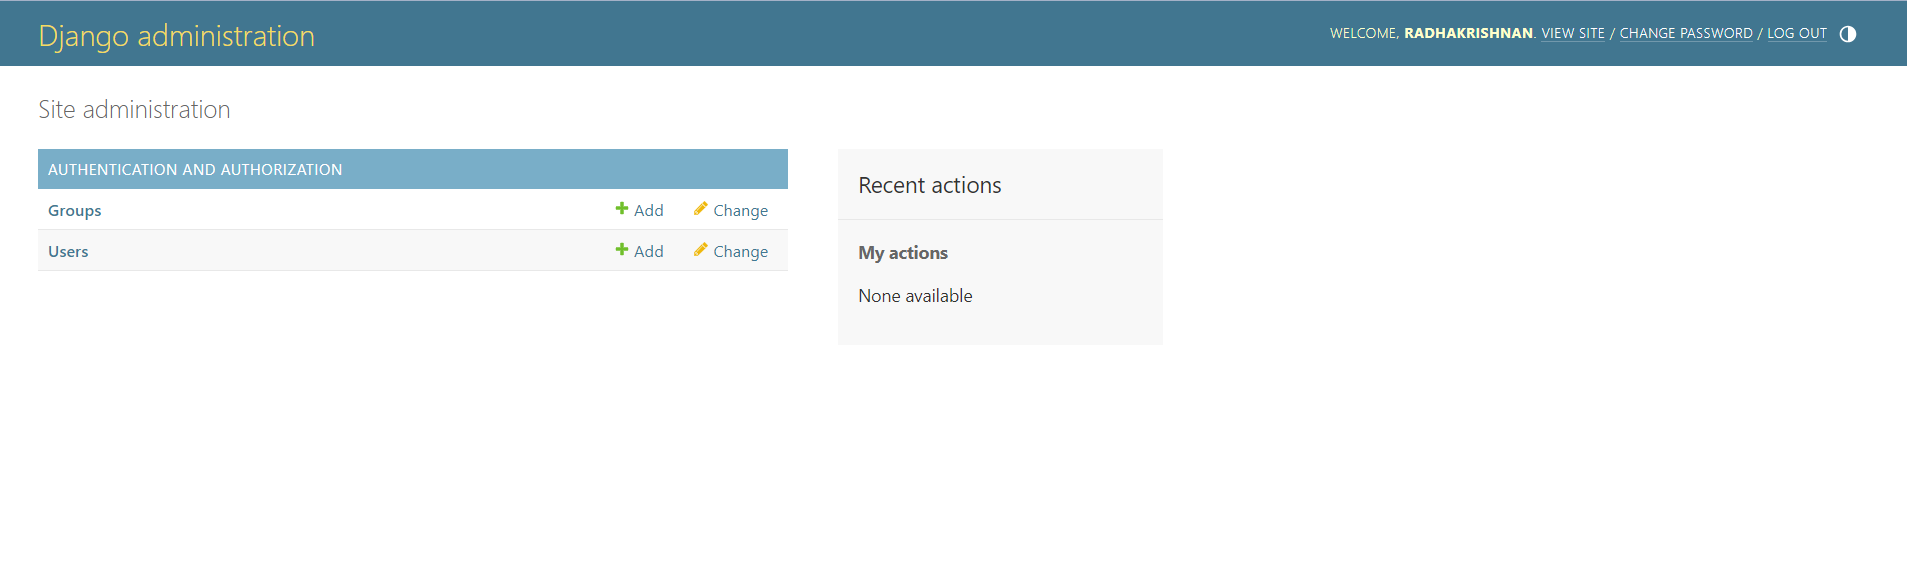 Django administration
WELCOME, RADHAKRISHNAN. VIEW SITE / CHANGE PASSWORD / LOG OUT
Site administration
AUTHENTICATION AND AUTHORIZATION
Groups Add Change
Users Add Change
Recent actions
My actions
None available